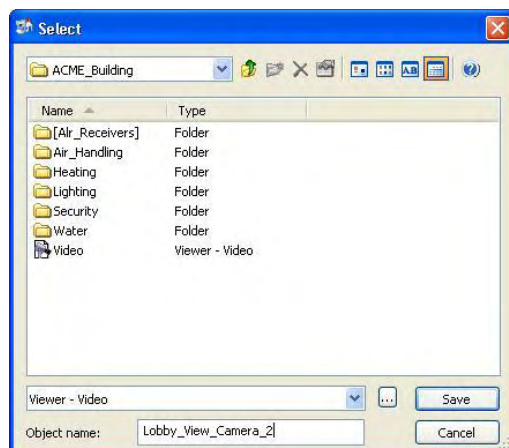 Select
ACME_Building
Name Type
[Alr_Receivers] Folder
Air_Handling Folder
Heating Folder
Lighting Folder
Security Folder
Water Folder
Video Viewer - Video
Viewer - Video ... Save
Object name: Lobby_View_Camera_2 Cancel